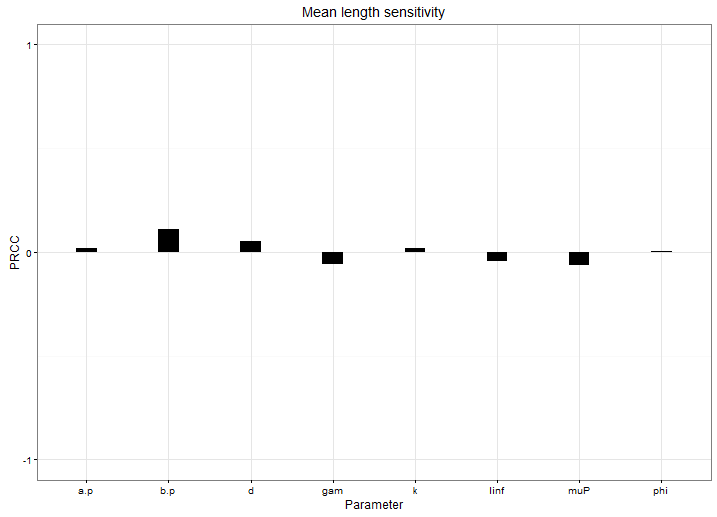 Mean length sensitivity
1
0
-1
PRCC
a.p b.p d gam k linf muP phi
Parameter